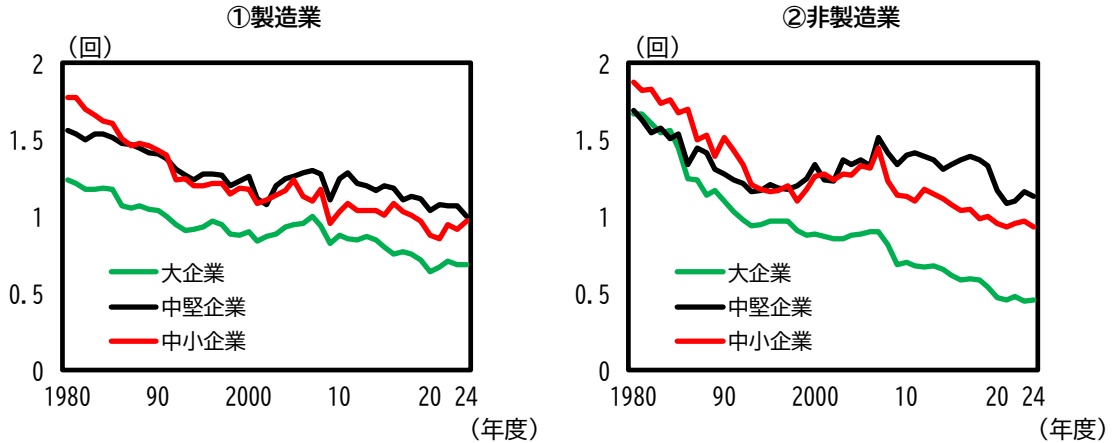 ①製造業
（回）
2
1.5
1
0.5
0
大企業
中堅企業
中小企業
1980 90 2000 10 20 24
（年度）
②非製造業
（回）
2
1.5
1
0.5
0
大企業
中堅企業
中小企業
1980 90 2000 10 20 24
（年度）